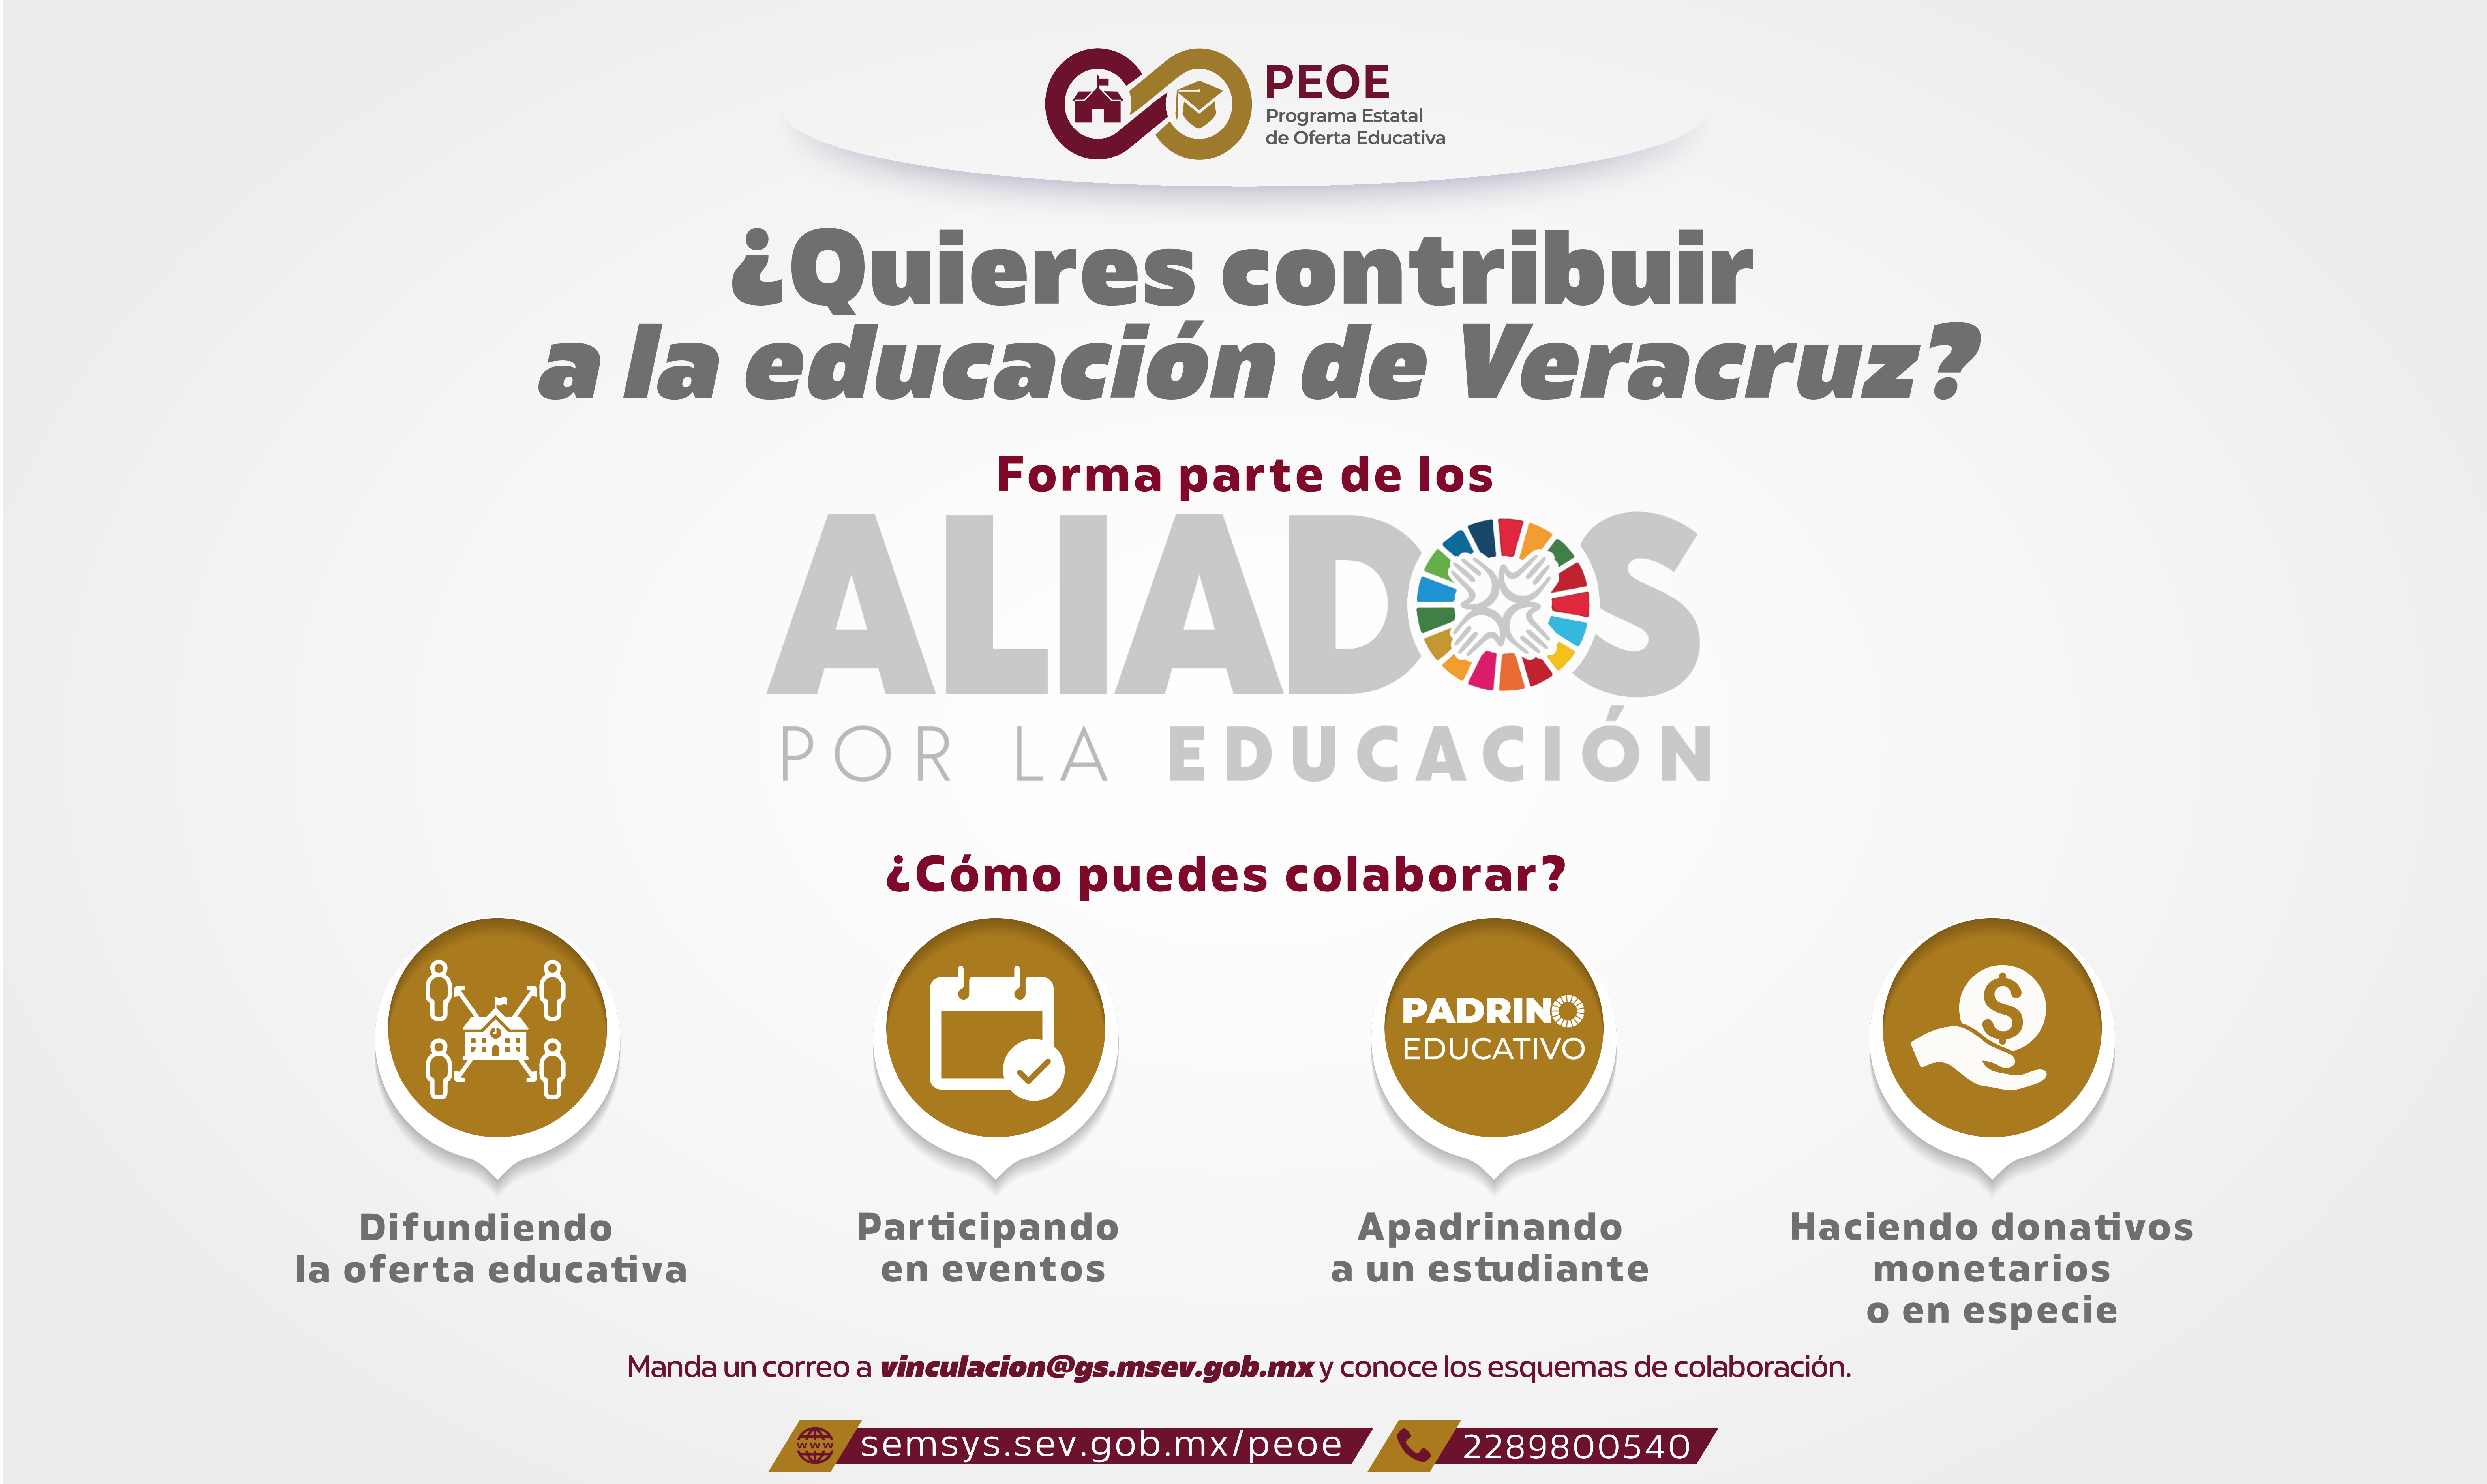 PEOE
Programa Estatal
de Oferta Educativa
¿Quieres contribuir
a la educación de Veracruz?
Forma parte de los
ALIADOS
POR LA EDUCACIÓN
¿Cómo puedes colaborar?
PADRINO
EDUCATIVO
Difundiendo
la oferta educativa
Participando
en eventos
Apadrinando
a un estudiante
Haciendo donativos
monetarios
o en especie
Manda un correo a vinculacion@gs.msev.gob.mx y conoce los esquemas de colaboración.
www semsys.sev.gob.mx/peoe 2289800540